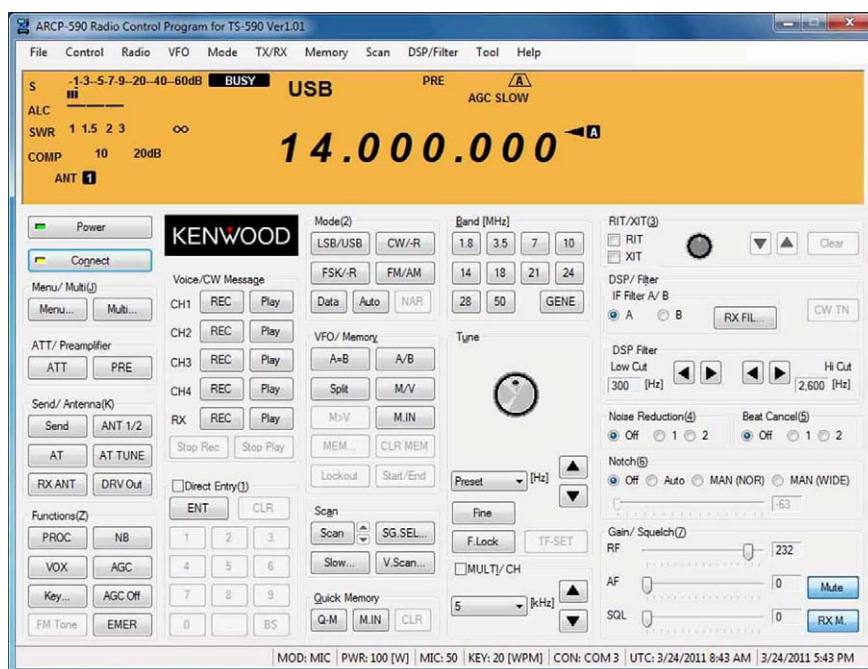 ARCP-590 Radio Control Program for TS-590 Ver1.01
File Control Radio VFO Mode TX/RX Memory Scan DSP/Filter Tool Help
S -1-3--5-7-9--20--40--60dB BUSY USB PRE A
AGC SLOW
ALC
SWR 1 1.5 2 3 ∞
14.000.000 A
COMP 10 20dB
ANT 1
Power
Connect
Menu/ Multi(J)
Menu... Multi...
ATT/ Preamplifier
ATT PRE
Send/ Antenna(K)
Send ANT 1/2
AT AT TUNE
RX ANT DRV Out
Functions(Z)
PROC NB
VOX AGC
Key... AGC Off
FM Tone EMER
KENWOOD
Voice/CW Message
CH1 REC Play
CH2 REC Play
CH3 REC Play
CH4 REC Play
RX REC Play
Stop Rec Stop Play
Direct Entry(1)
ENT CLR
1 2 3
4 5 6
7 8 9
0 . BS
Mode(2)
LSB/USB CW/-R
FSK/-R FM/AM
Data Auto NAR
VFO/ Memory
A=B A/B
Split M/V
M>V M.IN
MEM... CLR MEM
Lockout Start/End
Scan
Scan SG.SEL...
Slow... V.Scan...
Quick Memory
Q-M M.IN CLR
Band [MHz]
1.8 3.5 7 10
14 18 21 24
28 50 GENE
Tune
Preset [Hz]
Fine
F.Lock TF-SET
MULTI/ CH
5 [kHz]
RIT/XIT(3)
RIT
XIT
Clear
DSP/ Filter
IF Filter A/ B
A B RX FIL... CW TN
DSP Filter
Low Cut Hi Cut
300 [Hz] 2,600 [Hz]
Noise Reduction(4) Beat Cancel(5)
Off 1 2 Off 1 2
Notch(6)
Off Auto MAN (NOR) MAN (WIDE)
-63
Gain/ Squelch(7)
RF 232
AF 0 Mute
SQL 0 RX M.
MOD: MIC PWR: 100 [W] MIC: 50 KEY: 20 [WPM] CON: COM 3 UTC: 3/24/2011 8:43 AM 3/24/2011 5:43 PM